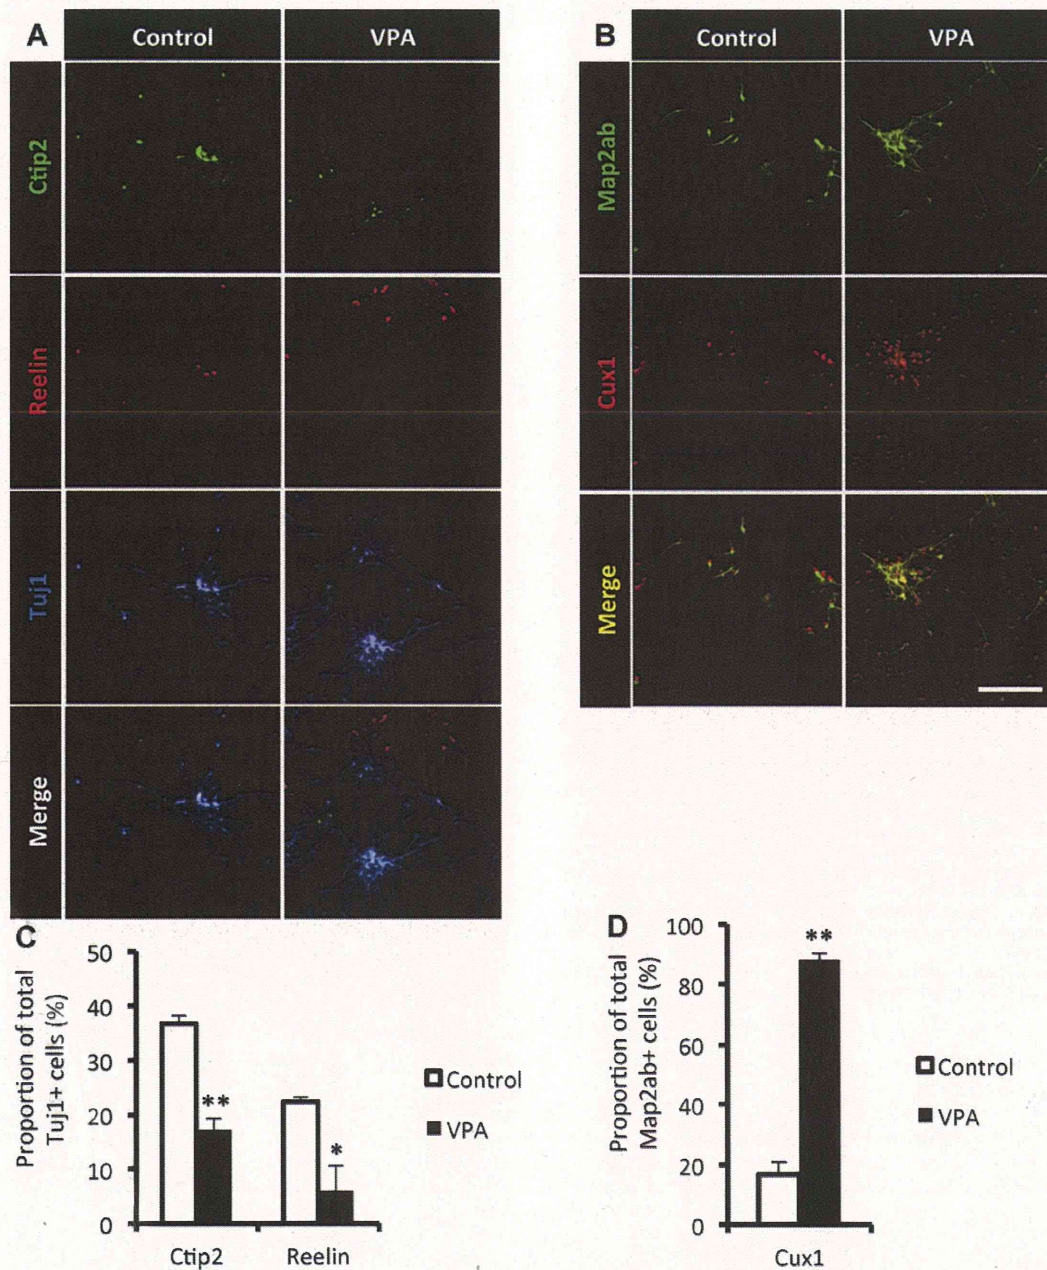 A
Control
VPA
Ctip2
Reelin
Tuj1
Merge
B
Control
VPA
Map2ab
Cux1
Merge
C
Proportion of total
Tuj1+ cells (%)
50
40
30
20
10
0
**
*
Ctip2
Reelin
Control
VPA
D
Proportion of total
Map2ab+ cells (%)
100
80
60
40
20
0
**
Cux1
Control
VPA